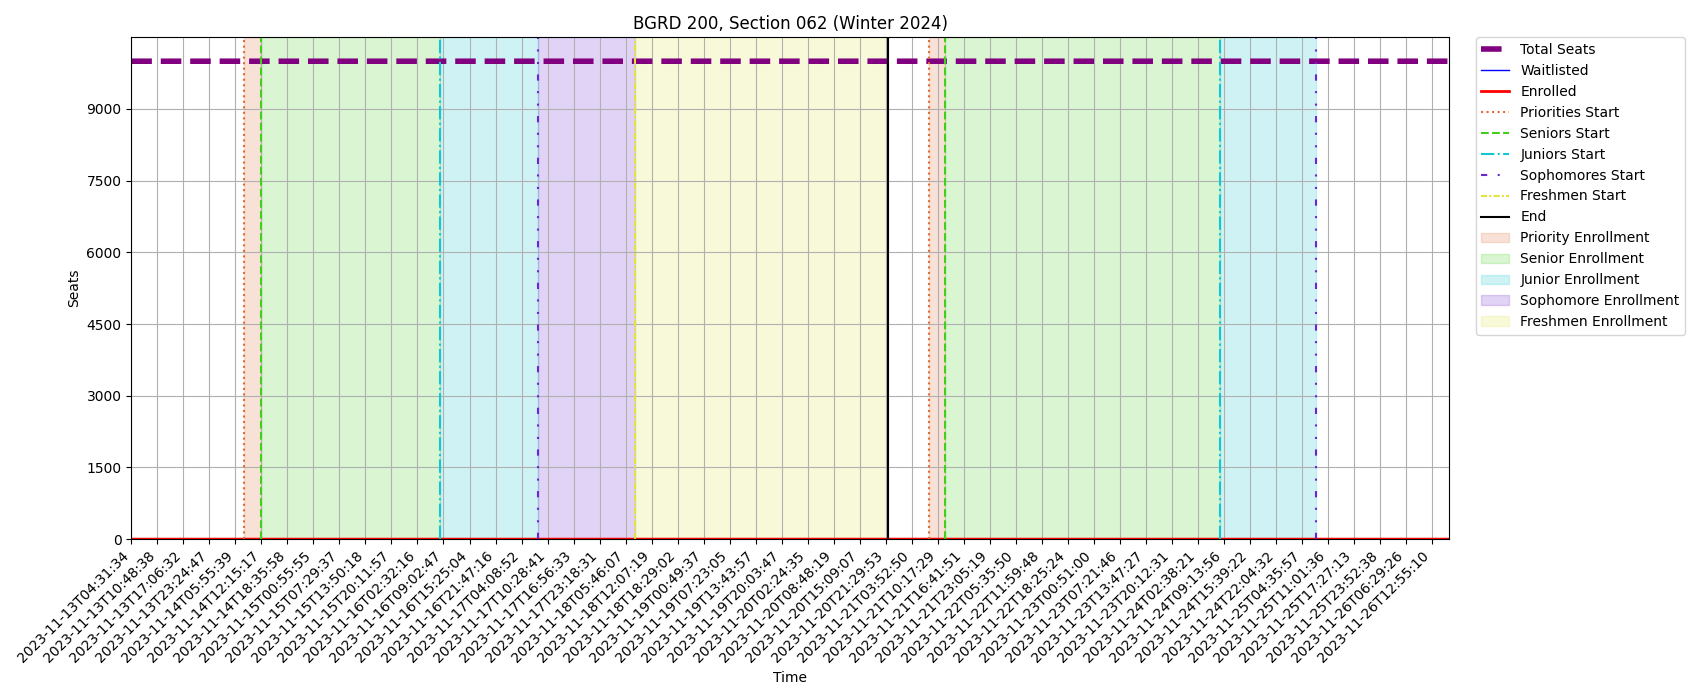 BGRD 200, Section 062 (Winter 2024)
Seats
9000
7500
6000
4500
3000
1500
0
2023-11-13T04:31:34
2023-11-13T10:48:38
2023-11-13T17:06:32
2023-11-13T23:24:47
2023-11-14T05:55:39
2023-11-14T12:15:17
2023-11-14T18:35:58
2023-11-15T00:55:55
2023-11-15T07:29:37
2023-11-15T13:50:18
2023-11-15T20:11:57
2023-11-16T02:32:16
2023-11-16T09:02:47
2023-11-16T15:25:04
2023-11-16T21:47:16
2023-11-17T04:08:52
2023-11-17T10:28:41
2023-11-17T16:56:33
2023-11-17T23:18:31
2023-11-18T05:46:07
2023-11-18T12:07:19
2023-11-18T18:29:02
2023-11-19T00:49:37
2023-11-19T07:23:05
2023-11-19T13:43:57
2023-11-19T20:03:47
2023-11-20T02:24:35
2023-11-20T08:48:19
2023-11-20T15:09:07
2023-11-20T21:29:53
2023-11-21T03:52:50
2023-11-21T10:17:29
2023-11-21T16:41:51
2023-11-21T23:05:19
2023-11-22T05:35:50
2023-11-22T11:59:48
2023-11-22T18:25:24
2023-11-23T00:51:00
2023-11-23T07:21:46
2023-11-23T13:47:27
2023-11-23T20:12:31
2023-11-24T02:38:21
2023-11-24T09:13:56
2023-11-24T15:39:22
2023-11-24T22:04:32
2023-11-25T04:35:57
2023-11-25T11:01:36
2023-11-25T17:27:13
2023-11-25T23:52:38
2023-11-26T06:29:26
2023-11-26T12:55:10
Time
Total Seats
Waitlisted
Enrolled
Priorities Start
Seniors Start
Juniors Start
Sophomores Start
Freshmen Start
End
Priority Enrollment
Senior Enrollment
Junior Enrollment
Sophomore Enrollment
Freshmen Enrollment